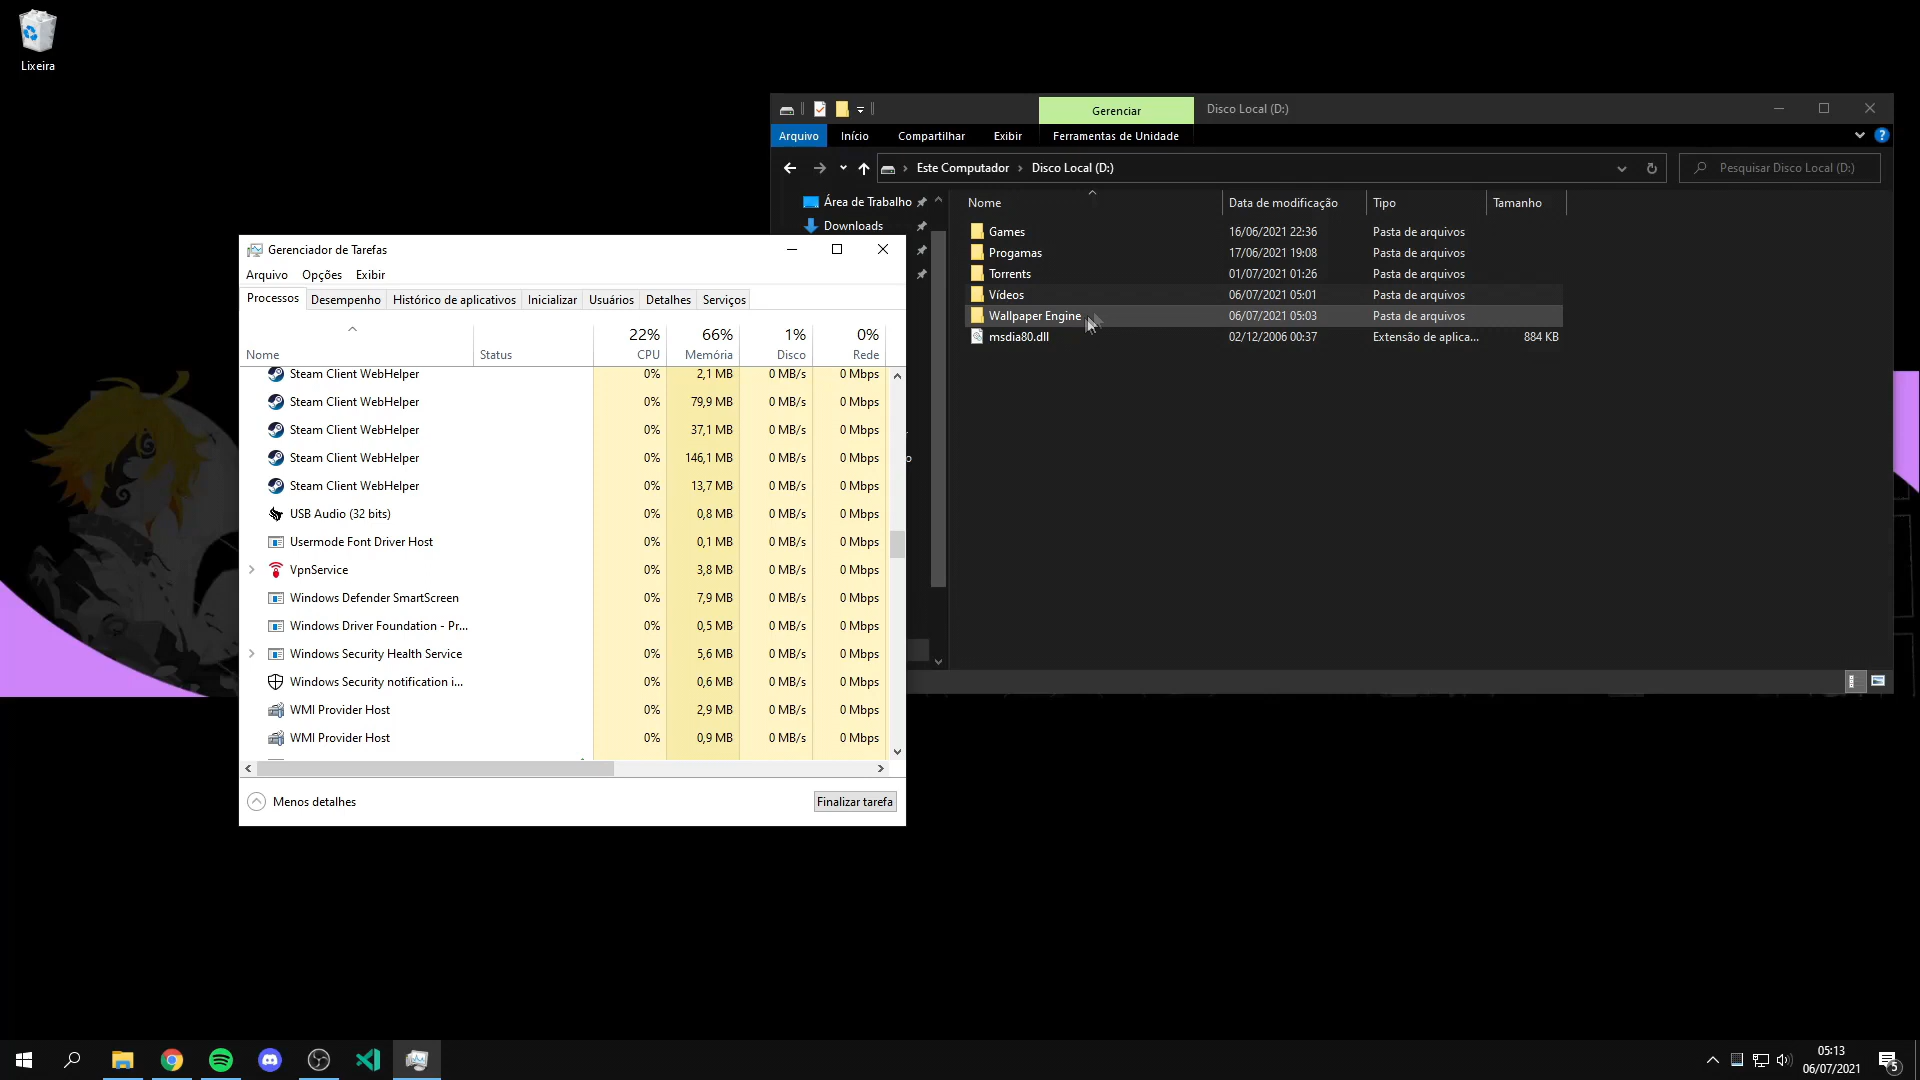 Lixeira
Gerenciar
Disco Local (D:)
Arquivo Início Compartilhar Exibir Ferramentas de Unidade
Este Computador Disco Local (D:)
Pesquisar Disco Local (D:)
Área de Trabalho
Downloads
Nome Data de modificação Tipo Tamanho
Games 16/06/2021 22:36 Pasta de arquivos
Progamas 17/06/2021 19:08 Pasta de arquivos
Torrents 01/07/2021 01:26 Pasta de arquivos
Vídeos 06/07/2021 05:01 Pasta de arquivos
Wallpaper Engine 06/07/2021 05:03 Pasta de arquivos
msdia80.dll 02/12/2006 00:37 Extensão de aplica... 884 KB
Gerenciador de Tarefas
Arquivo Opções Exibir
Processos Desempenho Histórico de aplicativos Inicializar Usuários Detalhes Serviços
22% 66% 1% 0%
Nome Status CPU Memória Disco Rede
Steam Client WebHelper 0% 2,1 MB 0 MB/s 0 Mbps
Steam Client WebHelper 0% 79,9 MB 0 MB/s 0 Mbps
Steam Client WebHelper 0% 37,1 MB 0 MB/s 0 Mbps
Steam Client WebHelper 0% 146,1 MB 0 MB/s 0 Mbps
Steam Client WebHelper 0% 13,7 MB 0 MB/s 0 Mbps
USB Audio (32 bits) 0% 0,8 MB 0 MB/s 0 Mbps
Usermode Font Driver Host 0% 0,1 MB 0 MB/s 0 Mbps
VpnService 0% 3,8 MB 0 MB/s 0 Mbps
Windows Defender SmartScreen 0% 7,9 MB 0 MB/s 0 Mbps
Windows Driver Foundation - Pr... 0% 0,5 MB 0 MB/s 0 Mbps
Windows Security Health Service 0% 5,6 MB 0 MB/s 0 Mbps
Windows Security notification i... 0% 0,6 MB 0 MB/s 0 Mbps
WMI Provider Host 0% 2,9 MB 0 MB/s 0 Mbps
WMI Provider Host 0% 0,9 MB 0 MB/s 0 Mbps
Menos detalhes
Finalizar tarefa
05:13
06/07/2021
5